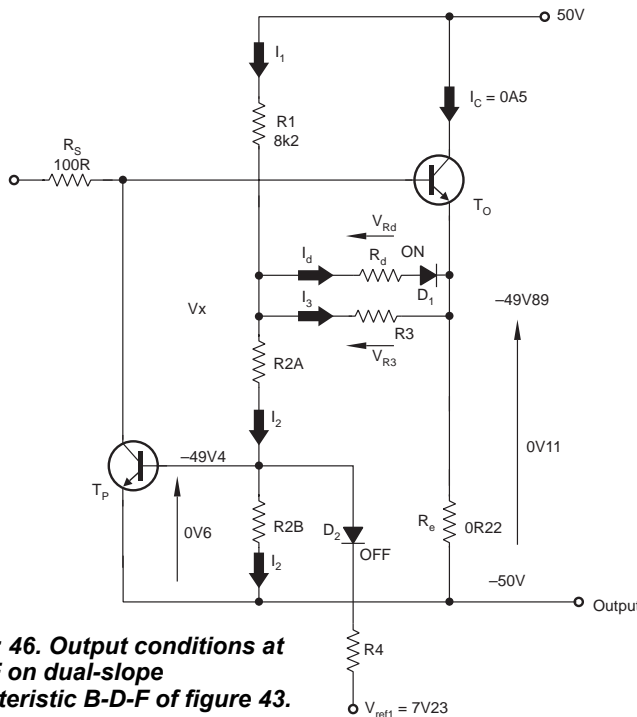 50V
I1
IC = 0A5
R1
8k2
RS
100R
TO
VRd
Id
Rd
ON
D1
Vx
I3
–49V89
R3
VR3
R2A
I2
–49V4
0V11
TP
0V6
R2B
D2
OFF
Re
0R22
I2
–50V
Output
46. Output conditions at
on dual-slope
teristic B-D-F of figure 43.
R4
Vref1 = 7V23